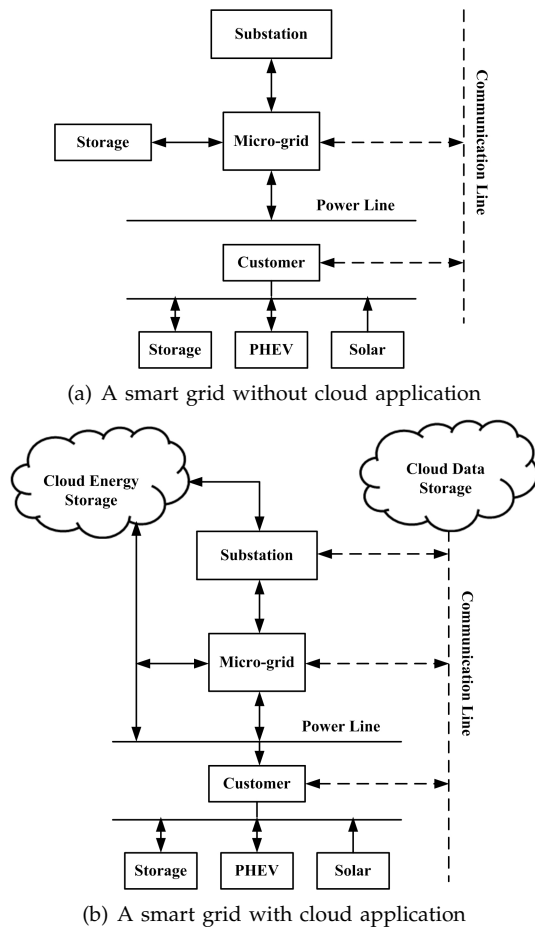 Substation
Communication Line
Storage
Micro-grid
Power Line
Customer
Storage
PHEV
Solar
(a) A smart grid without cloud application
Cloud Energy
Storage
Cloud Data
Storage
Substation
Communication Line
Micro-grid
Power Line
Customer
Storage
PHEV
Solar
(b) A smart grid with cloud application